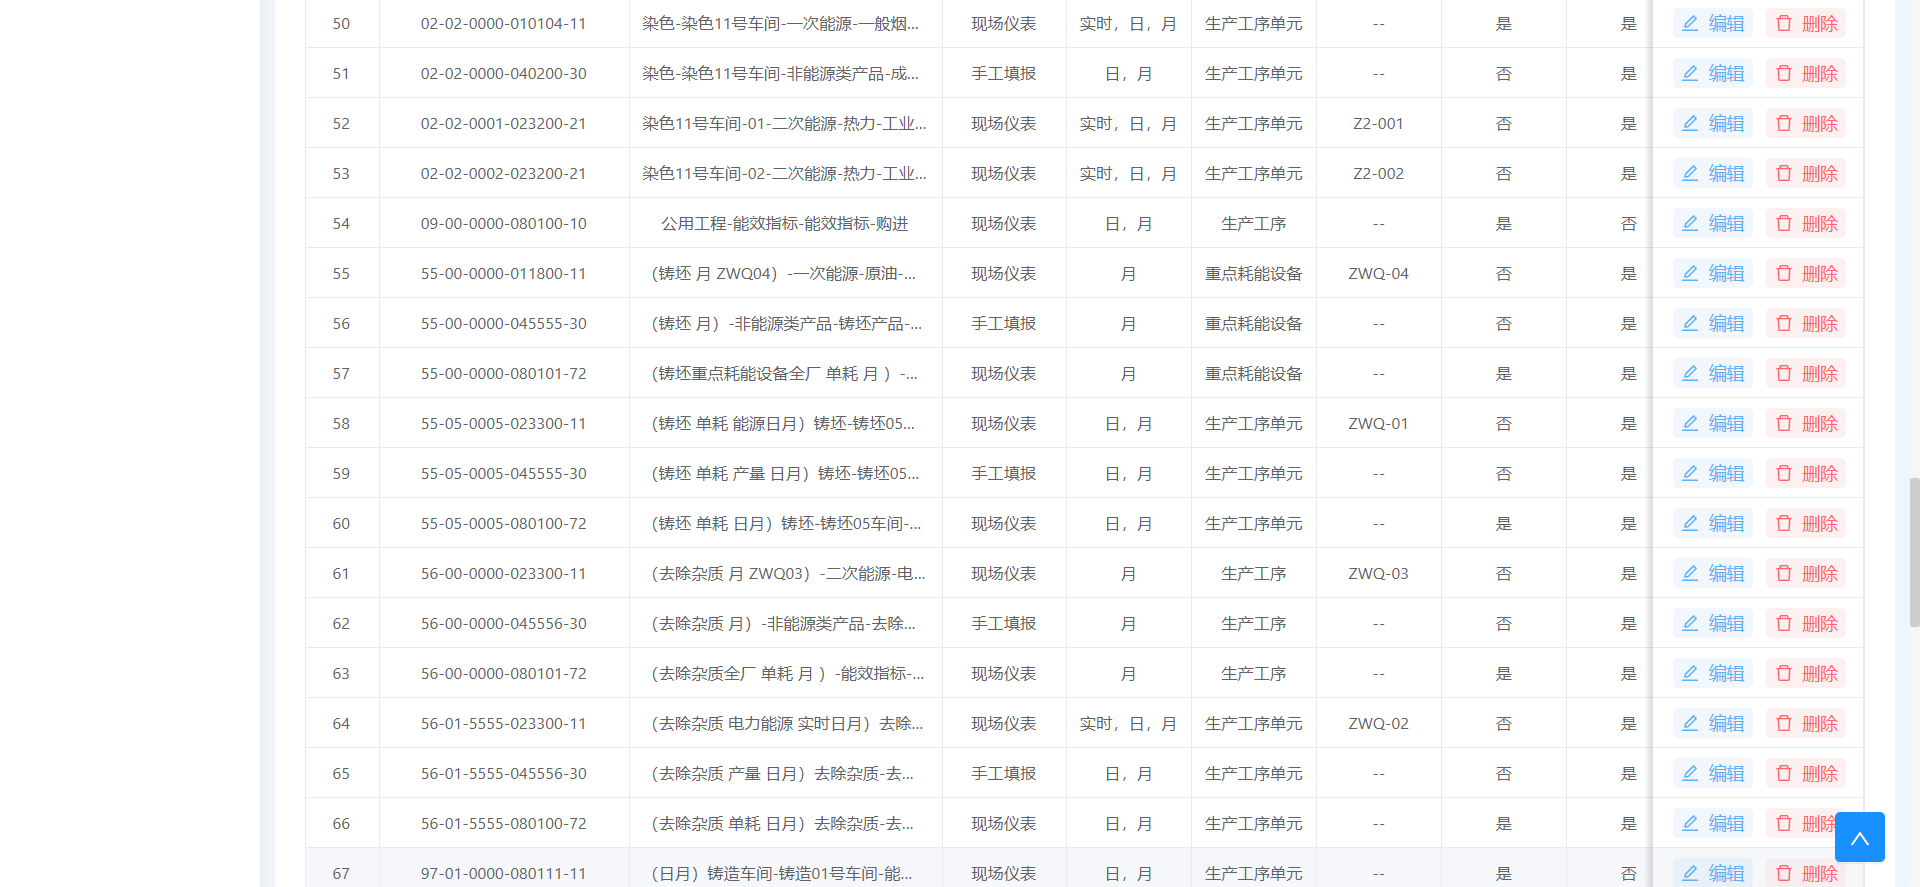 50 02-02-0000-010104-11 染色-染色11号车间-一次能源-一般烟... 现场仪表 实时，日，月 生产工序单元 -- 是 是 编辑 删除
51 02-02-0000-040200-30 染色-染色11号车间-非能源类产品-成... 手工填报 日，月 生产工序单元 -- 否 是 编辑 删除
52 02-02-0001-023200-21 染色11号车间-01-二次能源-热力-工业... 现场仪表 实时，日，月 生产工序单元 Z2-001 否 是 编辑 删除
53 02-02-0002-023200-21 染色11号车间-02-二次能源-热力-工业... 现场仪表 实时，日，月 生产工序单元 Z2-002 否 是 编辑 删除
54 09-00-0000-080100-10 公用工程-能效指标-能效指标-购进 现场仪表 日，月 生产工序 -- 是 否 编辑 删除
55 55-00-0000-011800-11 （铸坯 月 ZWQ04）-一次能源-原油-... 现场仪表 月 重点耗能设备 ZWQ-04 否 是 编辑 删除
56 55-00-0000-045555-30 （铸坯 月）-非能源类产品-铸坯产品-... 手工填报 月 重点耗能设备 -- 否 是 编辑 删除
57 55-00-0000-080101-72 （铸坯重点耗能设备全厂 单耗 月 ）-... 现场仪表 月 重点耗能设备 -- 是 是 编辑 删除
58 55-05-0005-023300-11 （铸坯 单耗 能源日月）铸坯-铸坯05... 现场仪表 日，月 生产工序单元 ZWQ-01 否 是 编辑 删除
59 55-05-0005-045555-30 （铸坯 单耗 产量 日月）铸坯-铸坯05... 手工填报 日，月 生产工序单元 -- 否 是 编辑 删除
60 55-05-0005-080100-72 （铸坯 单耗 日月）铸坯-铸坯05车间-... 现场仪表 日，月 生产工序单元 -- 是 是 编辑 删除
61 56-00-0000-023300-11 （去除杂质 月 ZWQ03）-二次能源-电... 现场仪表 月 生产工序 ZWQ-03 否 是 编辑 删除
62 56-00-0000-045556-30 （去除杂质 月）-非能源类产品-去除... 手工填报 月 生产工序 -- 否 是 编辑 删除
63 56-00-0000-080101-72 （去除杂质全厂 单耗 月 ）-能效指标-... 现场仪表 月 生产工序 -- 是 是 编辑 删除
64 56-01-5555-023300-11 （去除杂质 电力能源 实时日月）去除... 现场仪表 实时，日，月 生产工序单元 ZWQ-02 否 是 编辑 删除
65 56-01-5555-045556-30 （去除杂质 产量 日月）去除杂质-去... 手工填报 日，月 生产工序单元 -- 否 是 编辑 删除
66 56-01-5555-080100-72 （去除杂质 单耗 日月）去除杂质-去... 现场仪表 日，月 生产工序单元 -- 是 是 编辑 删除
67 97-01-0000-080111-11 （日月）铸造车间-铸造01号车间-能... 现场仪表 日，月 生产工序单元 -- 是 否 编辑 删除